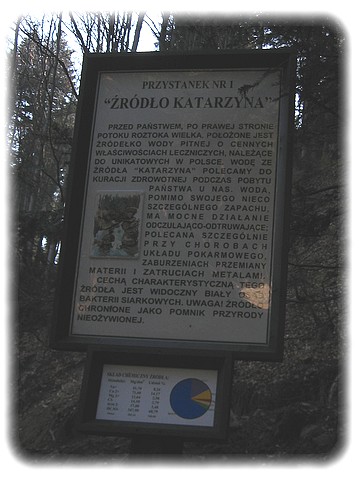 PRZYSTANEK NR 1
"ŹRÓDŁO KATARZYNA"
PRZED PAŃSTWEM, PO PRAWEJ STRONIE
POTOKU ROZTOKA WIELKA, POŁOŻONE JEST
ŹRÓDEŁKO WODY PITNEJ O CENNYCH
WŁAŚCIWOŚCIACH LECZNICZYCH, NALEŻĄCE
DO UNIKATOWYCH W POLSCE. WODĘ ZE
ŹRÓDŁA "KATARZYNA" POLECAMY DO
KURACJI ZDROWOTNEJ PODCZAS POBYTU
PAŃSTWA U NAS. WODA,
POMIMO SWOJEGO NIECO
SZCZEGÓLNEGO ZAPACHU,
MA MOCNE DZIAŁANIE
ODCZULAJĄCO-ODTRUWAJĄCE;
POLECANA SZCZEGÓLNIE
PRZY CHOROBACH
UKŁADU POKARMOWEGO,
ZABURZENIACH PRZEMIANY
MATERII I ZATRUCIACH METALAMI.
CECHĄ CHARAKTERYSTYCZNĄ TEGO
ŹRÓDŁA JEST WIDOCZNY BIAŁY
BAKTERII SIARKOWYCH. UWAGA! ŹRÓDŁO
CHRONIONE JAKO POMNIK PRZYRODY
NIEOŻYWIONEJ.
SKŁAD CHEMICZNY ŹRÓDŁA: